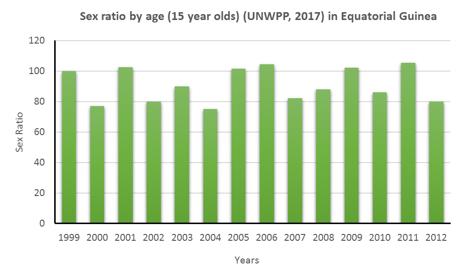 Sex ratio by age (15 year olds) (UNWPP, 2017) in Equatorial Guinea
120
100
80
60
40
20
0
Sex Ratio
1999 2000 2001 2002 2003 2004 2005 2006 2007 2008 2009 2010 2011 2012
Years